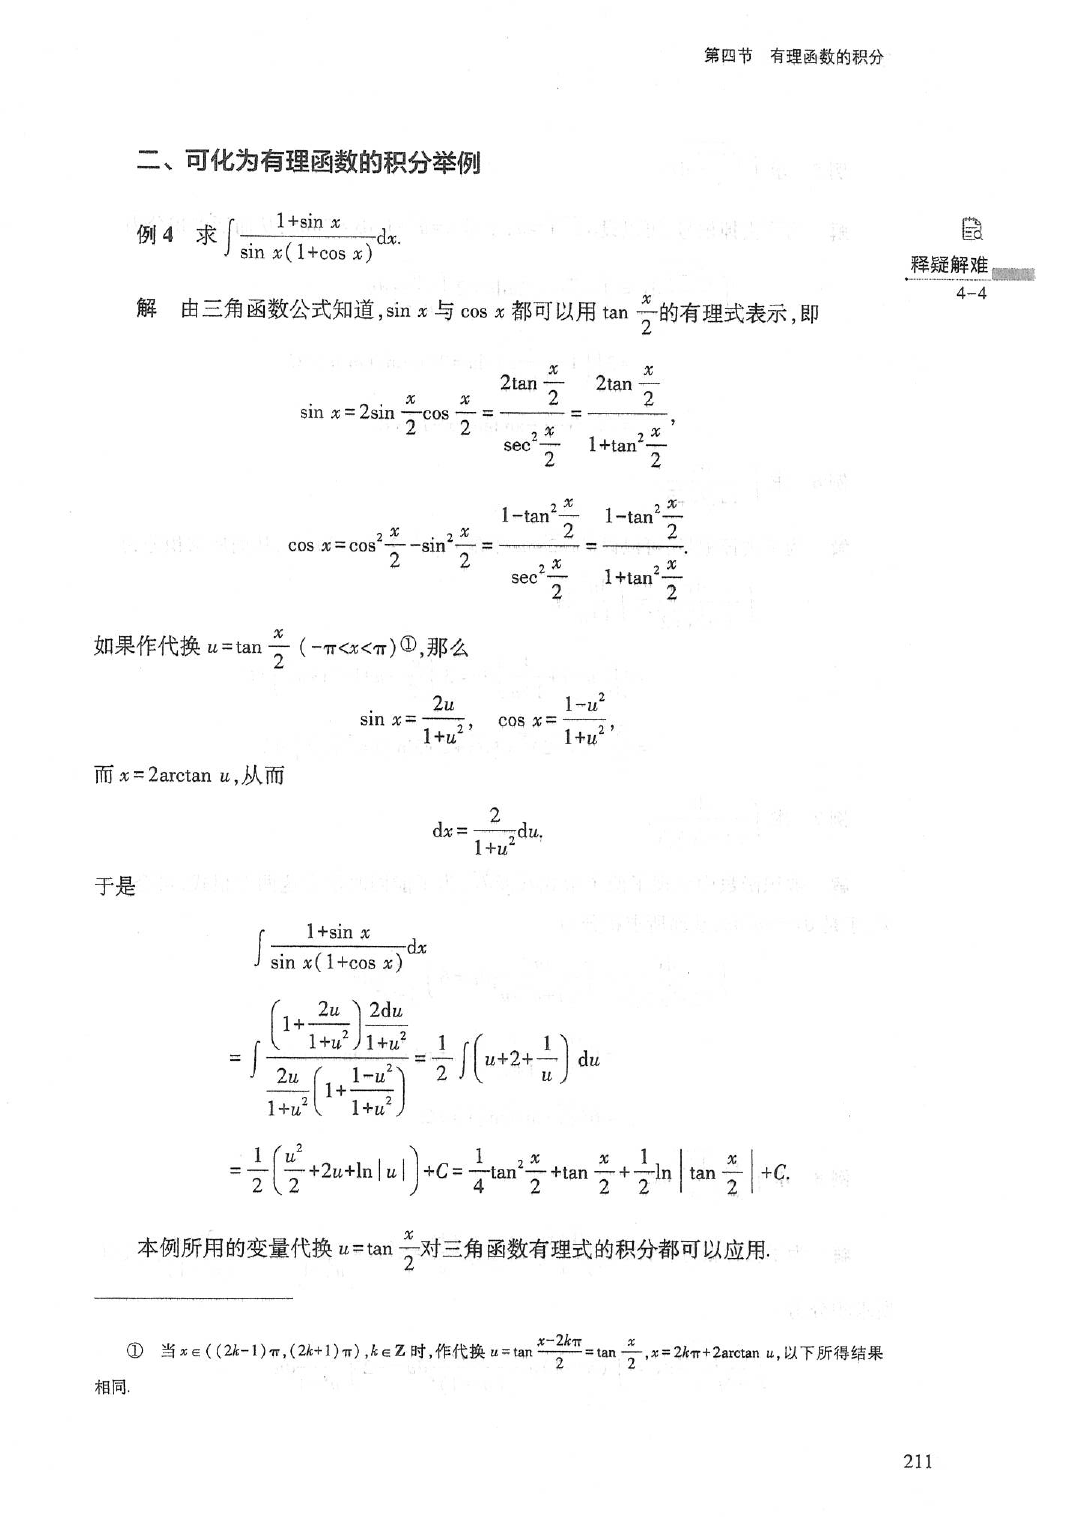 第四节 有理函数的积分
二、可化为有理函数的积分举例
例 4 求 ∫ (1+sin x)/(sin x(1+cos x)) dx.
释疑解难
4-4
解 由三角函数公式知道,sin x 与 cos x 都可以用 tan x/2 的有理式表示,即
sin x = 2sin x/2 cos x/2 = (2tan x/2)/(sec² x/2) = (2tan x/2)/(1+tan² x/2),
cos x = cos² x/2 - sin² x/2 = (1-tan² x/2)/(sec² x/2) = (1-tan² x/2)/(1+tan² x/2).
如果作代换 u = tan x/2 (-π<x<π)①,那么
sin x = 2u/(1+u²), cos x = (1-u²)/(1+u²),
而 x = 2arctan u,从而
dx = 2/(1+u²) du.
于是
∫ (1+sin x)/(sin x(1+cos x)) dx
= ∫ ((1+2u/(1+u²)) 2du/(1+u²))/(2u/(1+u²) (1+(1-u²)/(1+u²))) = 1/2 ∫ (u+2+1/u) du
= 1/2 (u²/2+2u+ln|u|)+C = 1/4 tan² x/2 + tan x/2 + 1/2 ln|tan x/2| + C.
本例所用的变量代换 u = tan x/2 对三角函数有理式的积分都可以应用.
① 当 x∈((2k-1)π,(2k+1)π),k∈Z 时,作代换 u = tan (x-2kπ)/2 = tan x/2, x = 2kπ+2arctan u,以下所得结果
相同.
211